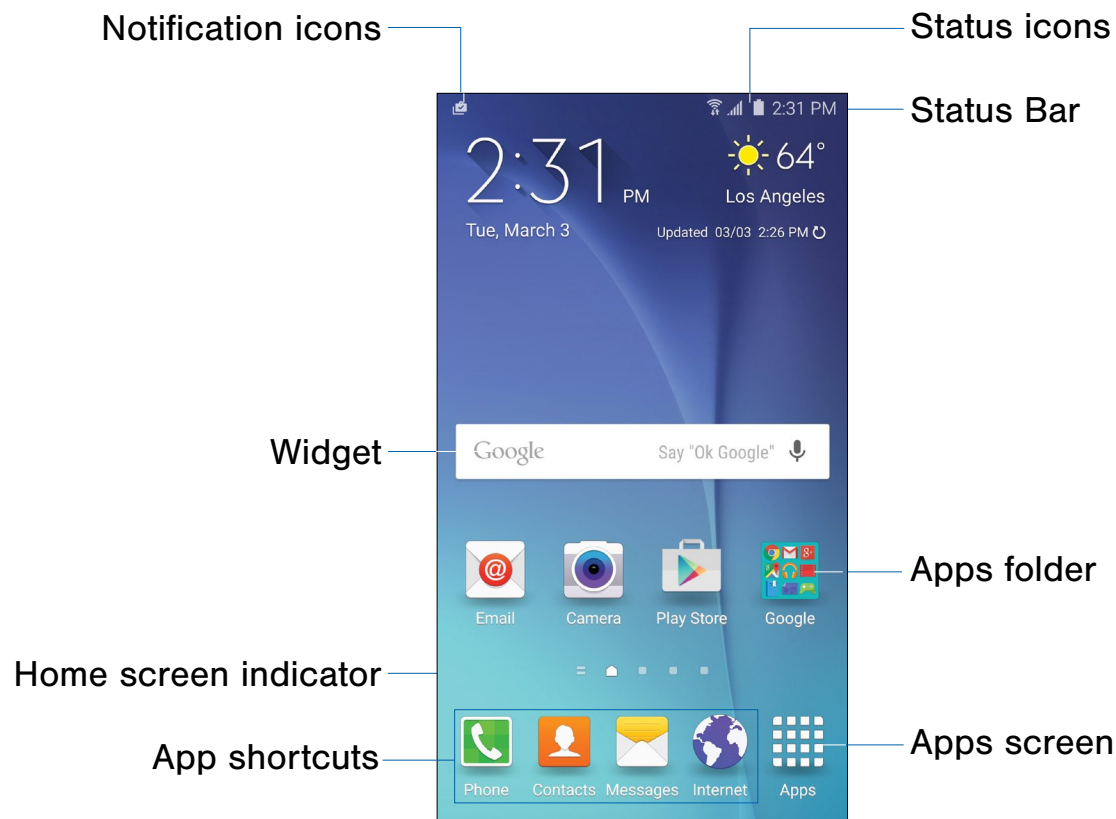 Notification icons
Status icons
2:31 PM
Status Bar
2:31 PM
64°
Los Angeles
Tue, March 3
Updated 03/03 2:26 PM
Widget
Google
Say "Ok Google"
Apps folder
Email
Camera
Play Store
Google
Home screen indicator
App shortcuts
Apps screen
Phone
Contacts
Messages
Internet
Apps